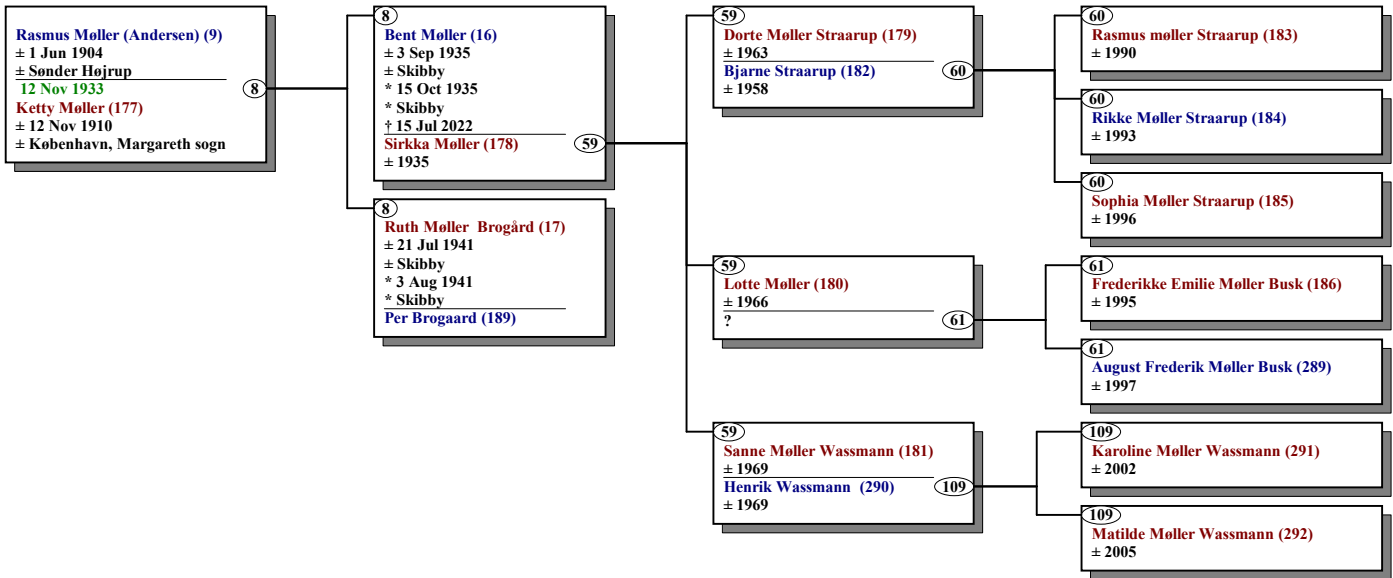 8
Rasmus Møller (Andersen) (9)
± 1 Jun 1904
± Sønder Højrup
12 Nov 1933
Ketty Møller (177)
± 12 Nov 1910
± København, Margareth sogn
8
Bent Møller (16)
± 3 Sep 1935
± Skibby
* 15 Oct 1935
* Skibby
† 15 Jul 2022
Sirkka Møller (178)
± 1935
59
8
Ruth Møller  Brogård (17)
± 21 Jul 1941
± Skibby
* 3 Aug 1941
* Skibby
Per Brogaard (189)
59
Dorte Møller Straarup (179)
± 1963
Bjarne Straarup (182)
± 1958
60
59
Lotte Møller (180)
± 1966
?
61
59
Sanne Møller Wassmann (181)
± 1969
Henrik Wassmann  (290)
± 1969
109
60
Rasmus møller Straarup (183)
± 1990
60
Rikke Møller Straarup (184)
± 1993
60
Sophia Møller Straarup (185)
± 1996
61
Frederikke Emilie Møller Busk (186)
± 1995
61
August Frederik Møller Busk (289)
± 1997
109
Karoline Møller Wassmann (291)
± 2002
109
Matilde Møller Wassmann (292)
± 2005